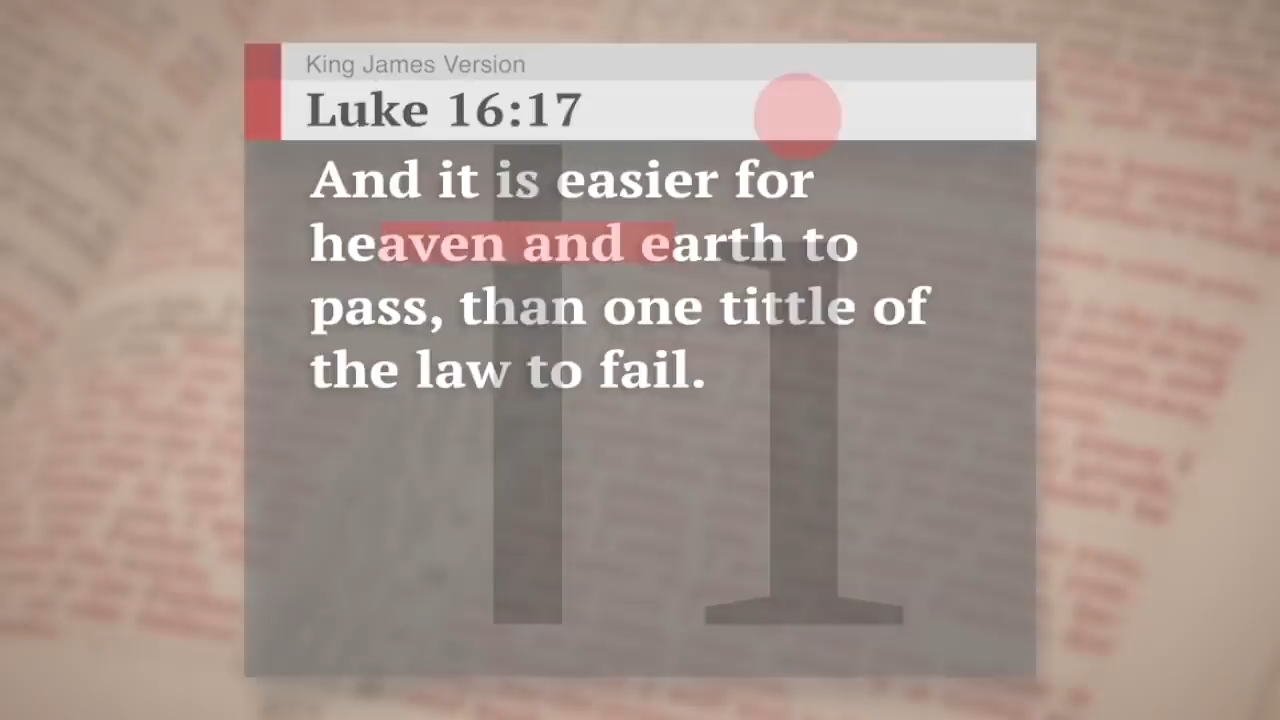 King James Version
Luke 16:17
And it is easier for
heaven and earth to
pass, than one tittle of
the law to fail.